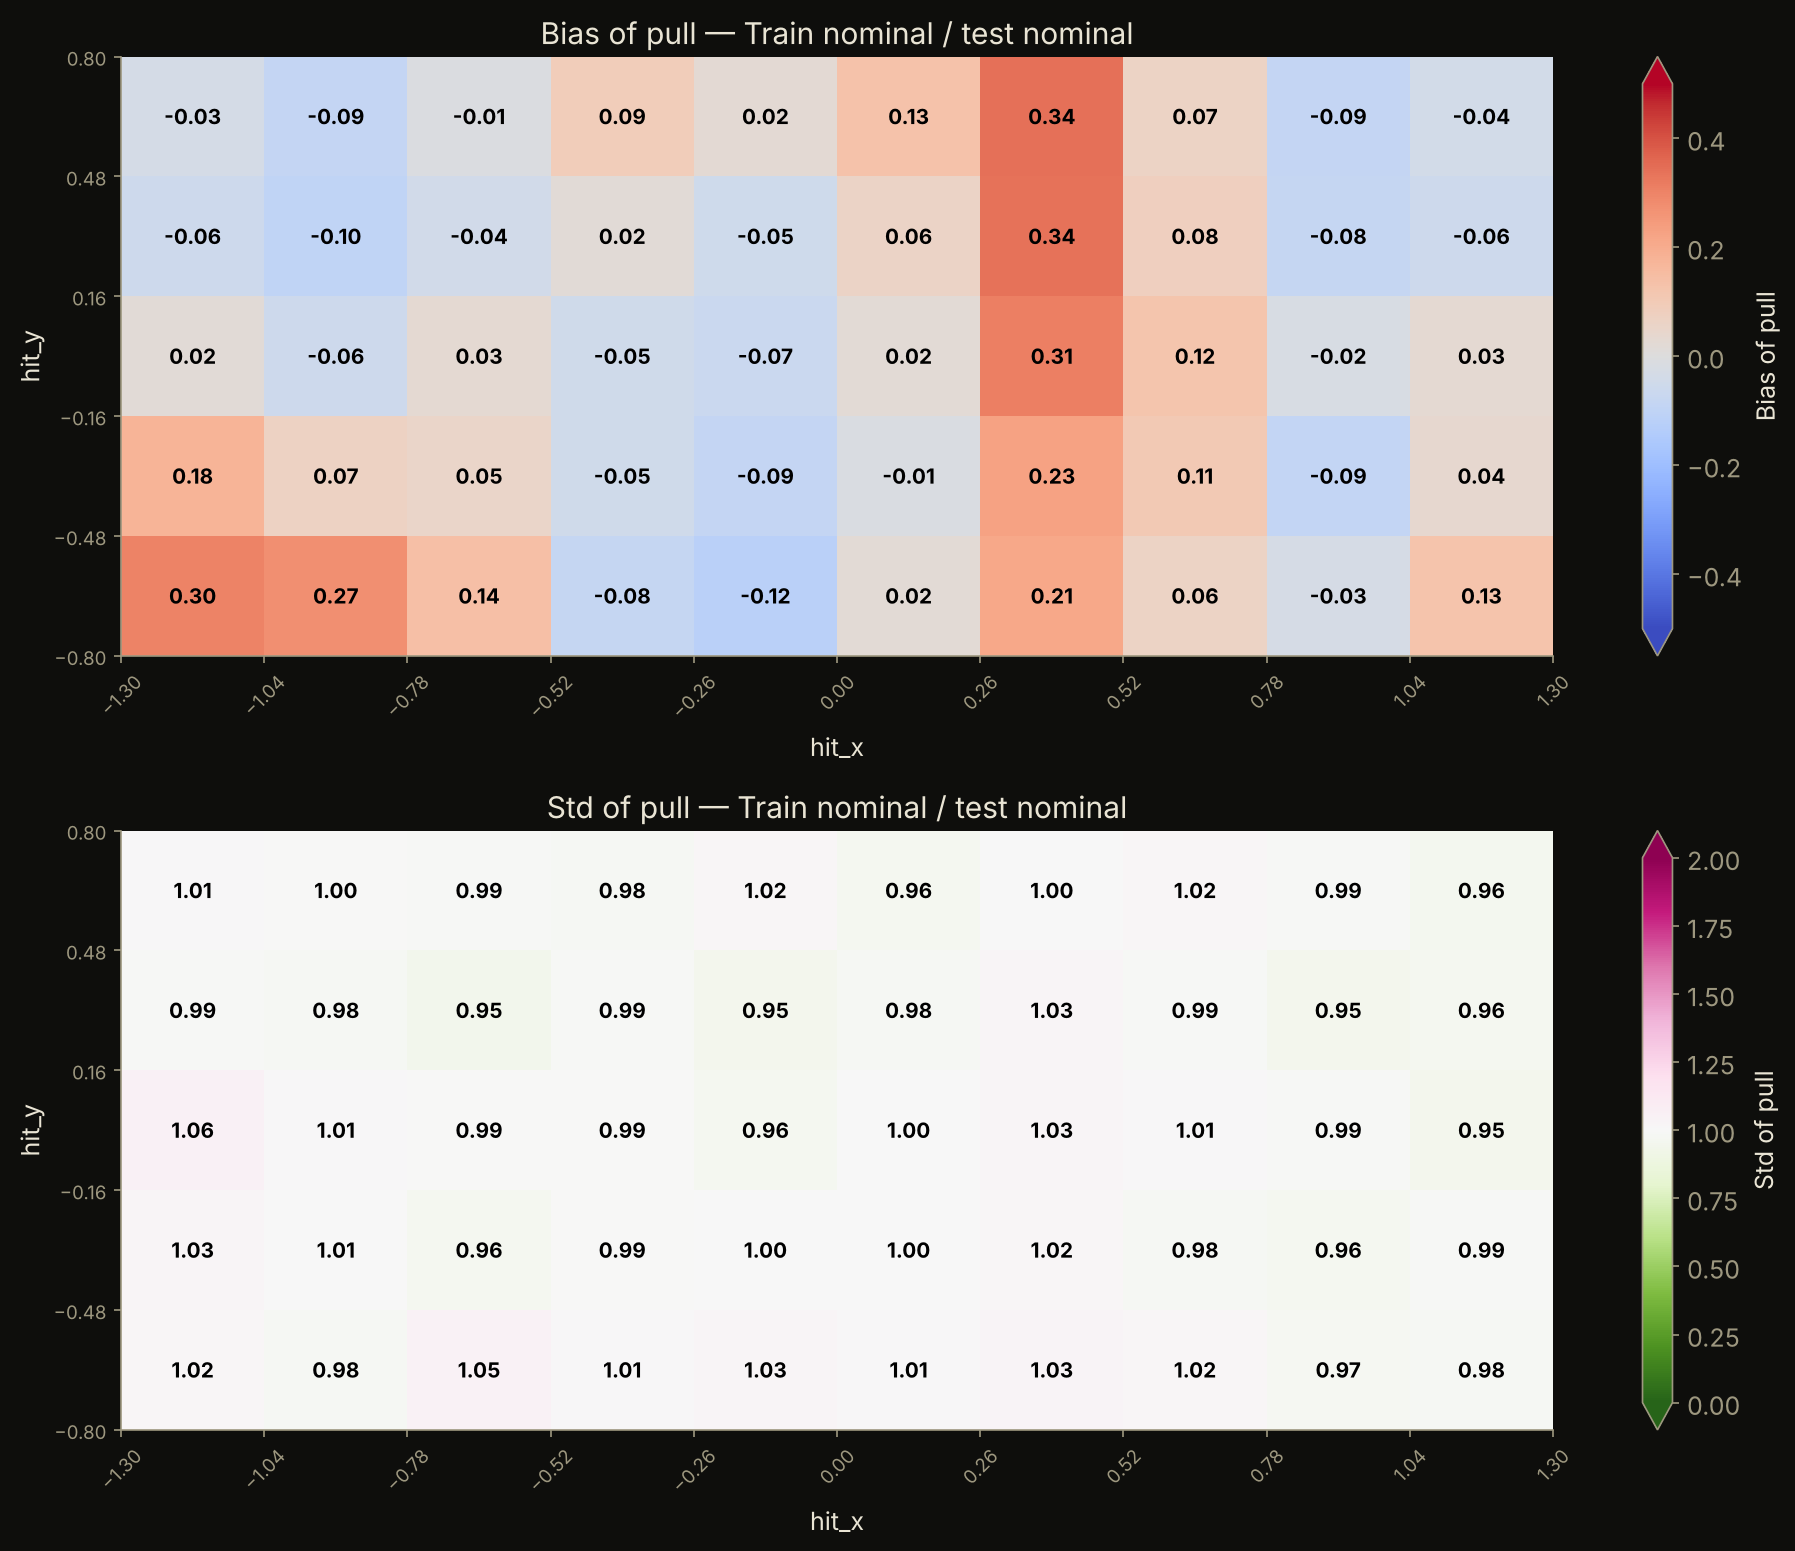 Bias of pull — Train nominal / test nominal
0.80
-0.03 -0.09 -0.01 0.09 0.02 0.13 0.34 0.07 -0.09 -0.04
0.48
-0.06 -0.10 -0.04 0.02 -0.05 0.06 0.34 0.08 -0.08 -0.06
0.16
0.02 -0.06 0.03 -0.05 -0.07 0.02 0.31 0.12 -0.02 0.03
−0.16
0.18 0.07 0.05 -0.05 -0.09 -0.01 0.23 0.11 -0.09 0.04
−0.48
0.30 0.27 0.14 -0.08 -0.12 0.02 0.21 0.06 -0.03 0.13
−0.80
hit_y
−1.30 −1.04 −0.78 −0.52 −0.26 0.00 0.26 0.52 0.78 1.04 1.30
hit_x
0.4
0.2
0.0
−0.2
−0.4
Bias of pull
Std of pull — Train nominal / test nominal
0.80
1.01 1.00 0.99 0.98 1.02 0.96 1.00 1.02 0.99 0.96
0.48
0.99 0.98 0.95 0.99 0.95 0.98 1.03 0.99 0.95 0.96
0.16
1.06 1.01 0.99 0.99 0.96 1.00 1.03 1.01 0.99 0.95
−0.16
1.03 1.01 0.96 0.99 1.00 1.00 1.02 0.98 0.96 0.99
−0.48
1.02 0.98 1.05 1.01 1.03 1.01 1.03 1.02 0.97 0.98
−0.80
hit_y
−1.30 −1.04 −0.78 −0.52 −0.26 0.00 0.26 0.52 0.78 1.04 1.30
hit_x
2.00
1.75
1.50
1.25
1.00
0.75
0.50
0.25
0.00
Std of pull